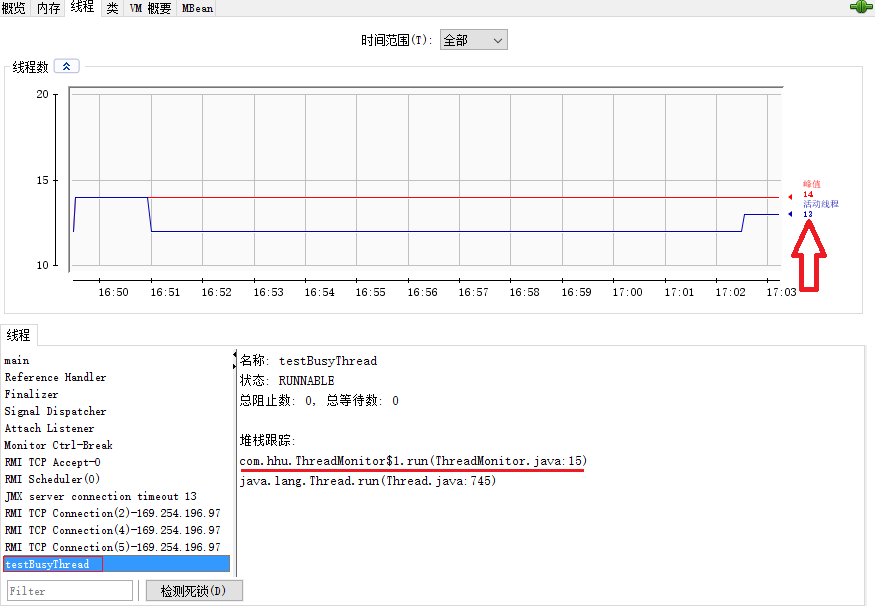 概览 内存 线程 类 VM 概要 MBean
时间范围(T): 全部
线程数
20
15
10
峰值
14
活动线程
13
16:50 16:51 16:52 16:53 16:54 16:55 16:56 16:57 16:58 16:59 17:00 17:01 17:02 17:03
线程
main
Reference Handler
Finalizer
Signal Dispatcher
Attach Listener
Monitor Ctrl-Break
RMI TCP Accept-0
RMI Scheduler(0)
JMX server connection timeout 13
RMI TCP Connection(2)-169.254.196.97
RMI TCP Connection(4)-169.254.196.97
RMI TCP Connection(5)-169.254.196.97
testBusyThread
名称: testBusyThread
状态: RUNNABLE
总阻止数: 0, 总等待数: 0
堆栈跟踪:
com.hhu.ThreadMonitor$1.run(ThreadMonitor.java:15)
java.lang.Thread.run(Thread.java:745)
Filter
检测死锁(D)